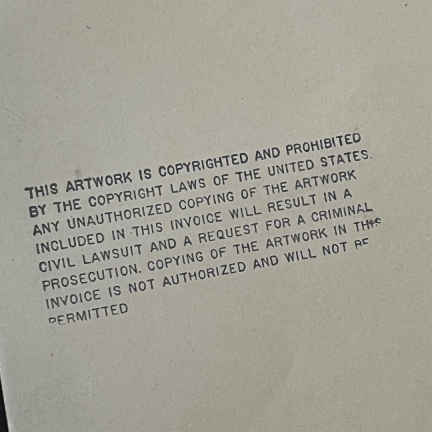 THIS ARTWORK IS COPYRIGHTED AND PROHIBITED
BY THE COPYRIGHT LAWS OF THE UNITED STATES.
ANY UNAUTHORIZED COPYING OF THE ARTWORK
INCLUDED IN THIS INVOICE WILL RESULT IN A
CIVIL LAWSUIT AND A REQUEST FOR A CRIMINAL
PROSECUTION. COPYING OF THE ARTWORK IN THIS
INVOICE IS NOT AUTHORIZED AND WILL NOT BE
PERMITTED